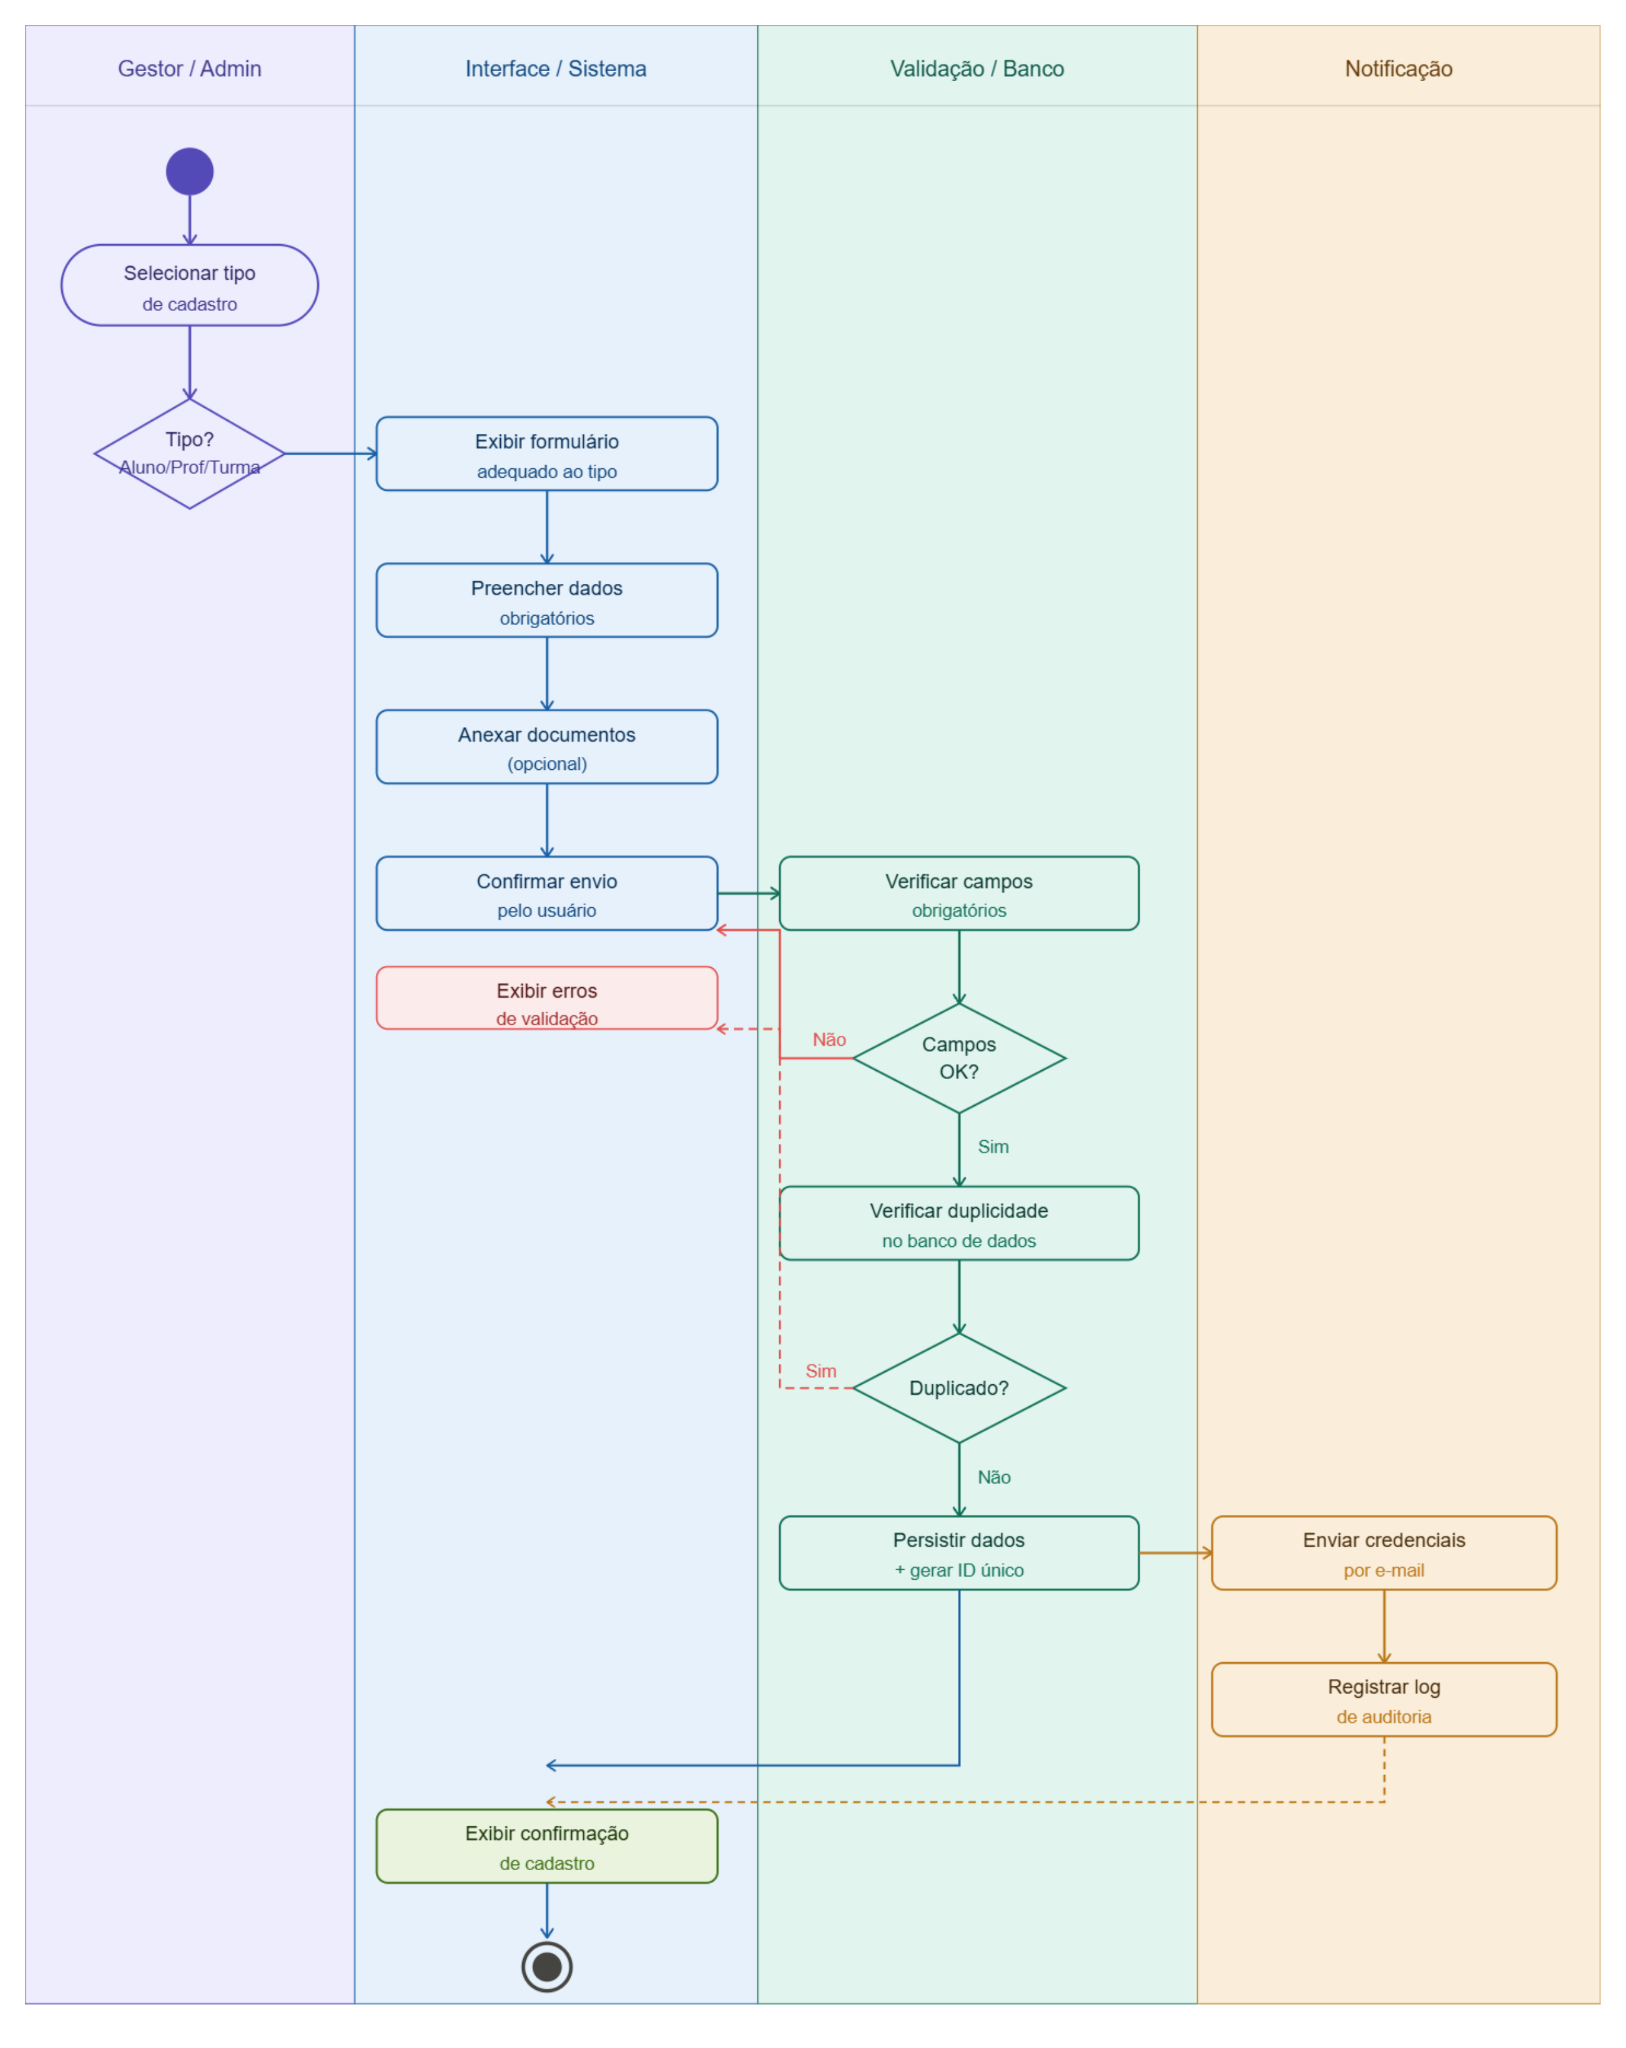 Gestor / Admin
Interface / Sistema
Validação / Banco
Notificação
Selecionar tipo
de cadastro
Tipo?
Aluno/Prof/Turma
Exibir formulário
adequado ao tipo
Preencher dados
obrigatórios
Anexar documentos
(opcional)
Confirmar envio
pelo usuário
Verificar campos
obrigatórios
Exibir erros
de validação
Não
Campos
OK?
Sim
Verificar duplicidade
no banco de dados
Sim
Duplicado?
Não
Persistir dados
+ gerar ID único
Enviar credenciais
por e-mail
Registrar log
de auditoria
Exibir confirmação
de cadastro